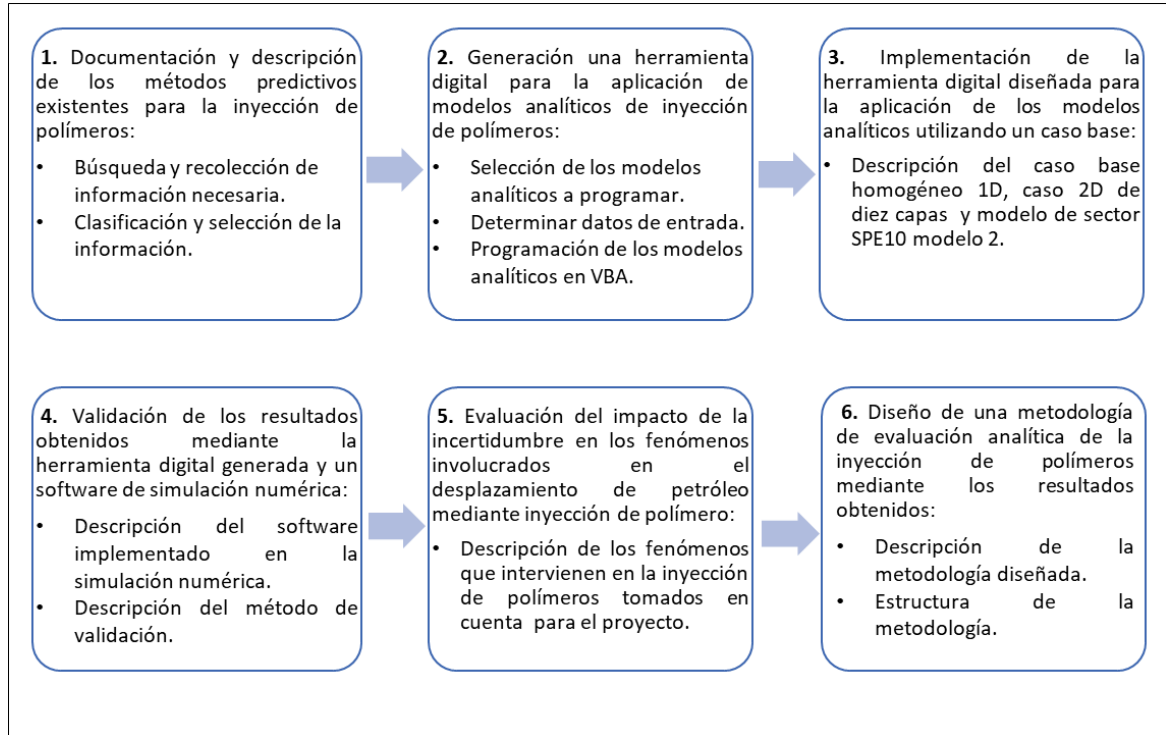 1. Documentación y descripción
de los métodos predictivos
existentes para la inyección de
polímeros:
• Búsqueda y recolección de
información necesaria.
• Clasificación y selección de la
información.
2. Generación una herramienta
digital para la aplicación de
modelos analíticos de inyección
de polímeros:
• Selección de los modelos
analíticos a programar.
• Determinar datos de entrada.
• Programación de los modelos
analíticos en VBA.
3. Implementación de la
herramienta digital diseñada para
la aplicación de los modelos
analíticos utilizando un caso base:
• Descripción del caso base
homogéneo 1D, caso 2D de
diez capas y modelo de sector
SPE10 modelo 2.
4. Validación de los resultados
obtenidos mediante la
herramienta digital generada y un
software de simulación numérica:
• Descripción del software
implementado en la
simulación numérica.
• Descripción del método de
validación.
5. Evaluación del impacto de la
incertidumbre en los fenómenos
involucrados en el
desplazamiento de petróleo
mediante inyección de polímero:
• Descripción de los fenómenos
que intervienen en la inyección
de polímeros tomados en
cuenta para el proyecto.
6. Diseño de una metodología
de evaluación analítica de la
inyección de polímeros
mediante los resultados
obtenidos:
• Descripción de la
metodología diseñada.
• Estructura de la
metodología.